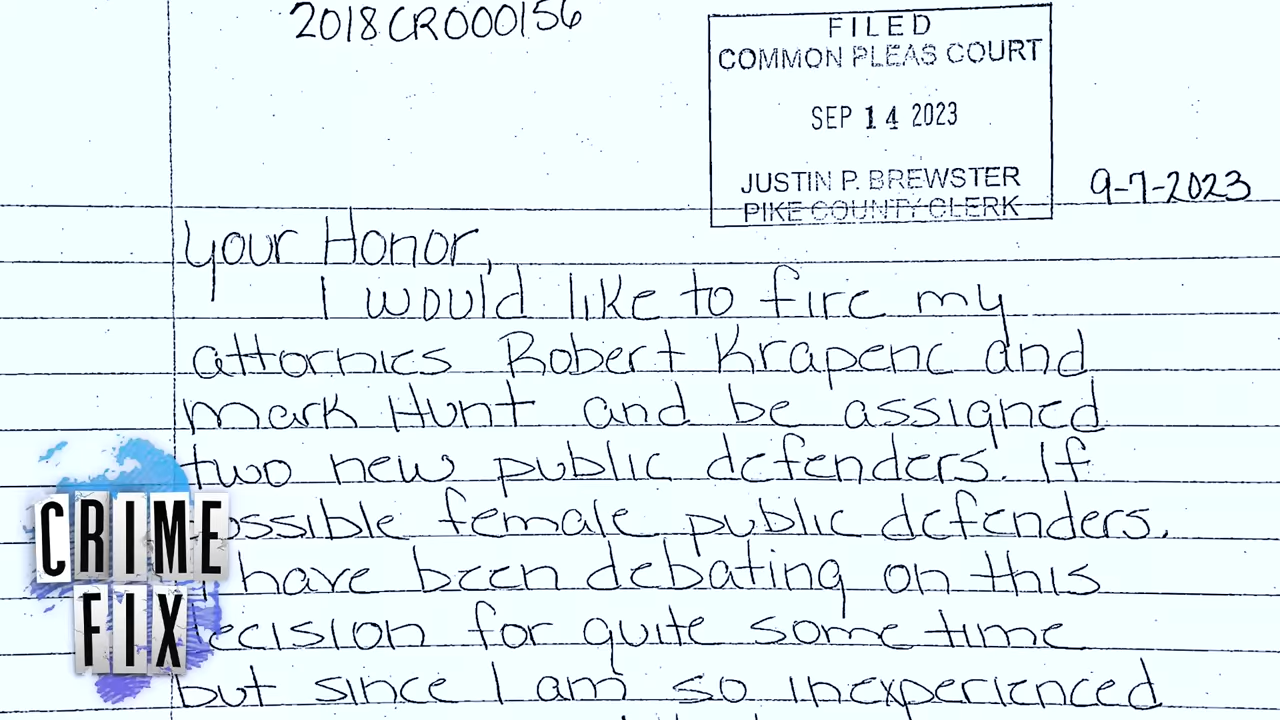 2018CR000156
FILED
COMMON PLEAS COURT
SEP 14 2023
JUSTIN P. BREWSTER
PIKE COUNTY CLERK
9-7-2023
Your Honor,
I would like to fire my
attornies Robert Krapenc and
mark Hunt and be assigned
two new public defenders. If
ossible female public defenders.
I have been debating on this
ecision for quite some time
but since I am so inexperienced
CRIME
FIX